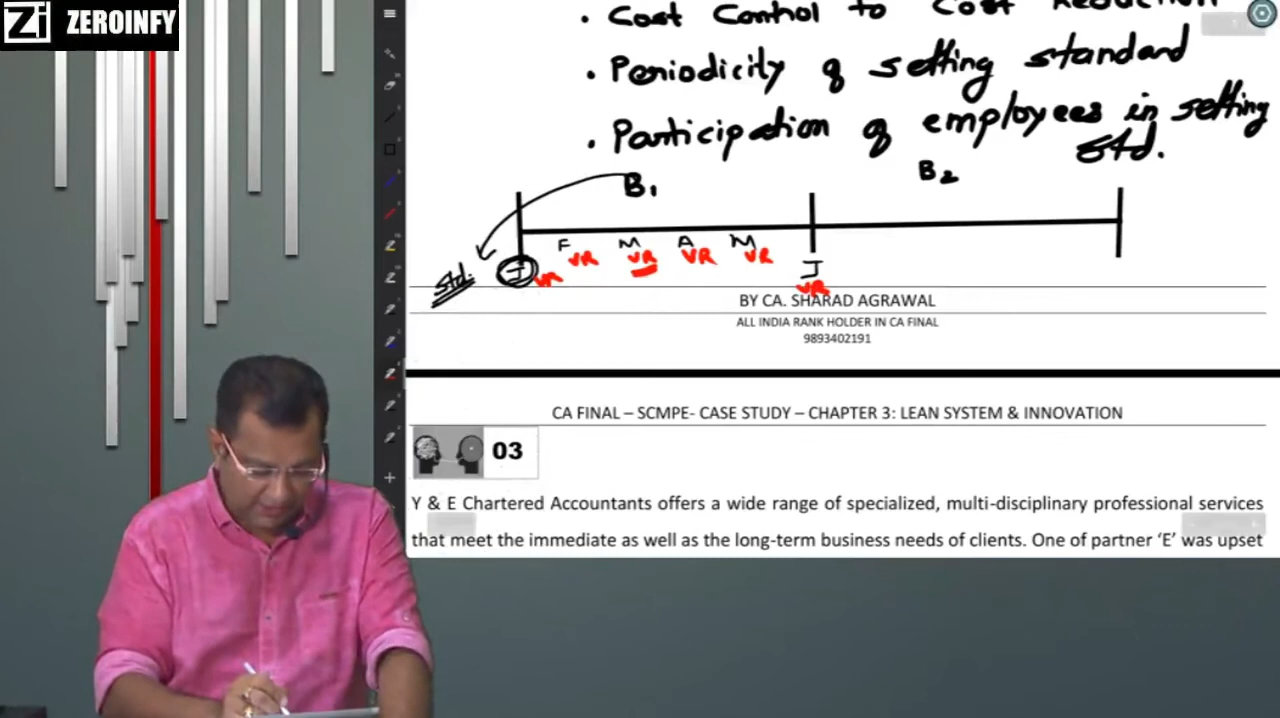 Zi ZEROINFY
• Cost Control to Cost Reduction
• Periodicity of setting standard
• Participation of employees in setting
Std.
B1
B2
F M A M
Std. J VR VR VR VR VR J
VR
BY CA. SHARAD AGRAWAL
ALL INDIA RANK HOLDER IN CA FINAL
9893402191
CA FINAL – SCMPE- CASE STUDY – CHAPTER 3: LEAN SYSTEM & INNOVATION
03
Y & E Chartered Accountants offers a wide range of specialized, multi-disciplinary professional services
that meet the immediate as well as the long-term business needs of clients. One of partner ‘E’ was upset